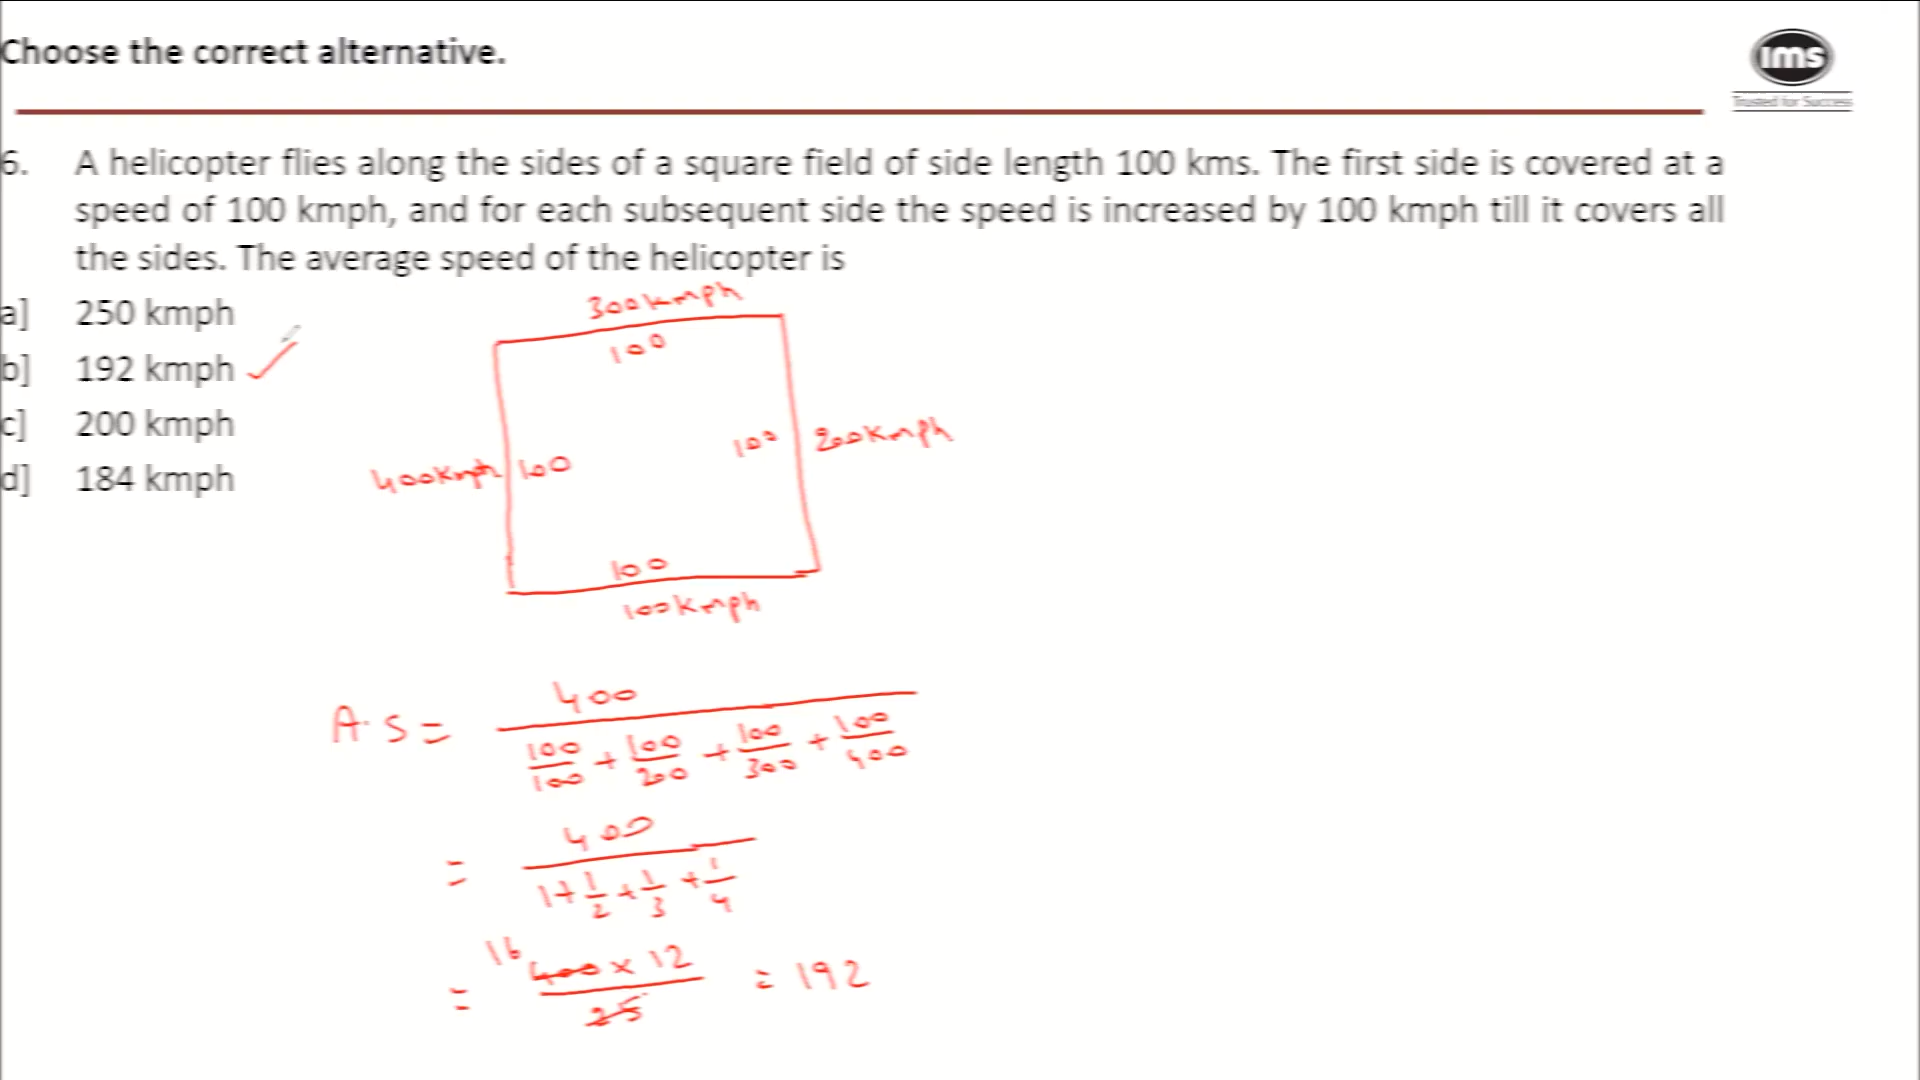 Choose the correct alternative.
ims
Trusted for Success
6. A helicopter flies along the sides of a square field of side length 100 kms. The first side is covered at a
speed of 100 kmph, and for each subsequent side the speed is increased by 100 kmph till it covers all
the sides. The average speed of the helicopter is
a] 250 kmph
b] 192 kmph ✓
c] 200 kmph
d] 184 kmph
300kmph
100
100 200kmph
400kmph 100
100
100kmph
A.S = 400
100/100 + 100/200 + 100/300 + 100/400
= 400
1 + 1/2 + 1/3 + 1/4
16
= 400 x 12 = 192
25